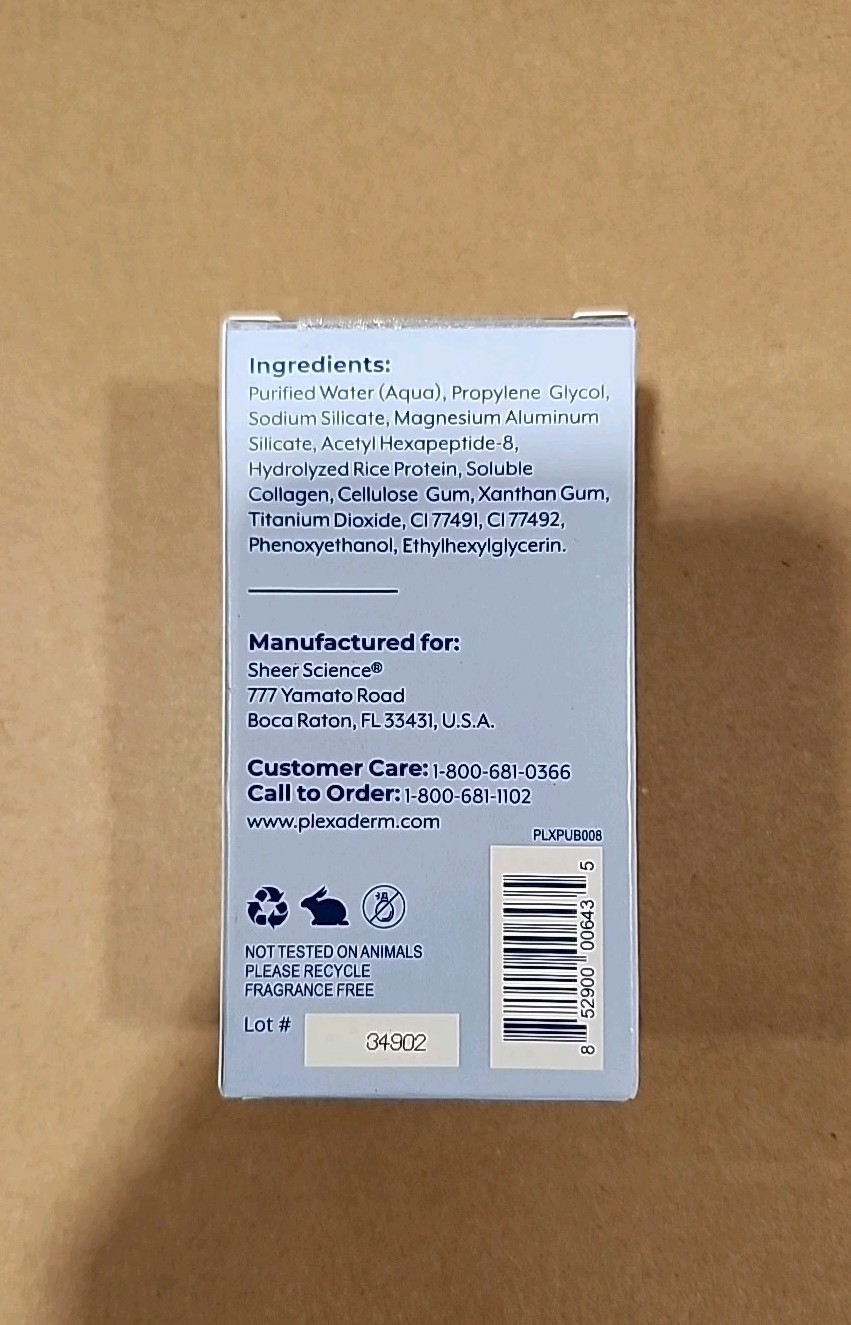 Ingredients:
Purified Water (Aqua), Propylene Glycol,
Sodium Silicate, Magnesium Aluminum
Silicate, Acetyl Hexapeptide-8,
Hydrolyzed Rice Protein, Soluble
Collagen, Cellulose Gum, Xanthan Gum,
Titanium Dioxide, CI 77491, CI 77492,
Phenoxyethanol, Ethylhexylglycerin.
Manufactured for:
Sheer Science®
777 Yamato Road
Boca Raton, FL 33431, U.S.A.
Customer Care: 1-800-681-0366
Call to Order: 1-800-681-1102
www.plexaderm.com
PLXPUB008
8 52900 00643 5
NOT TESTED ON ANIMALS
PLEASE RECYCLE
FRAGRANCE FREE
Lot # 34902